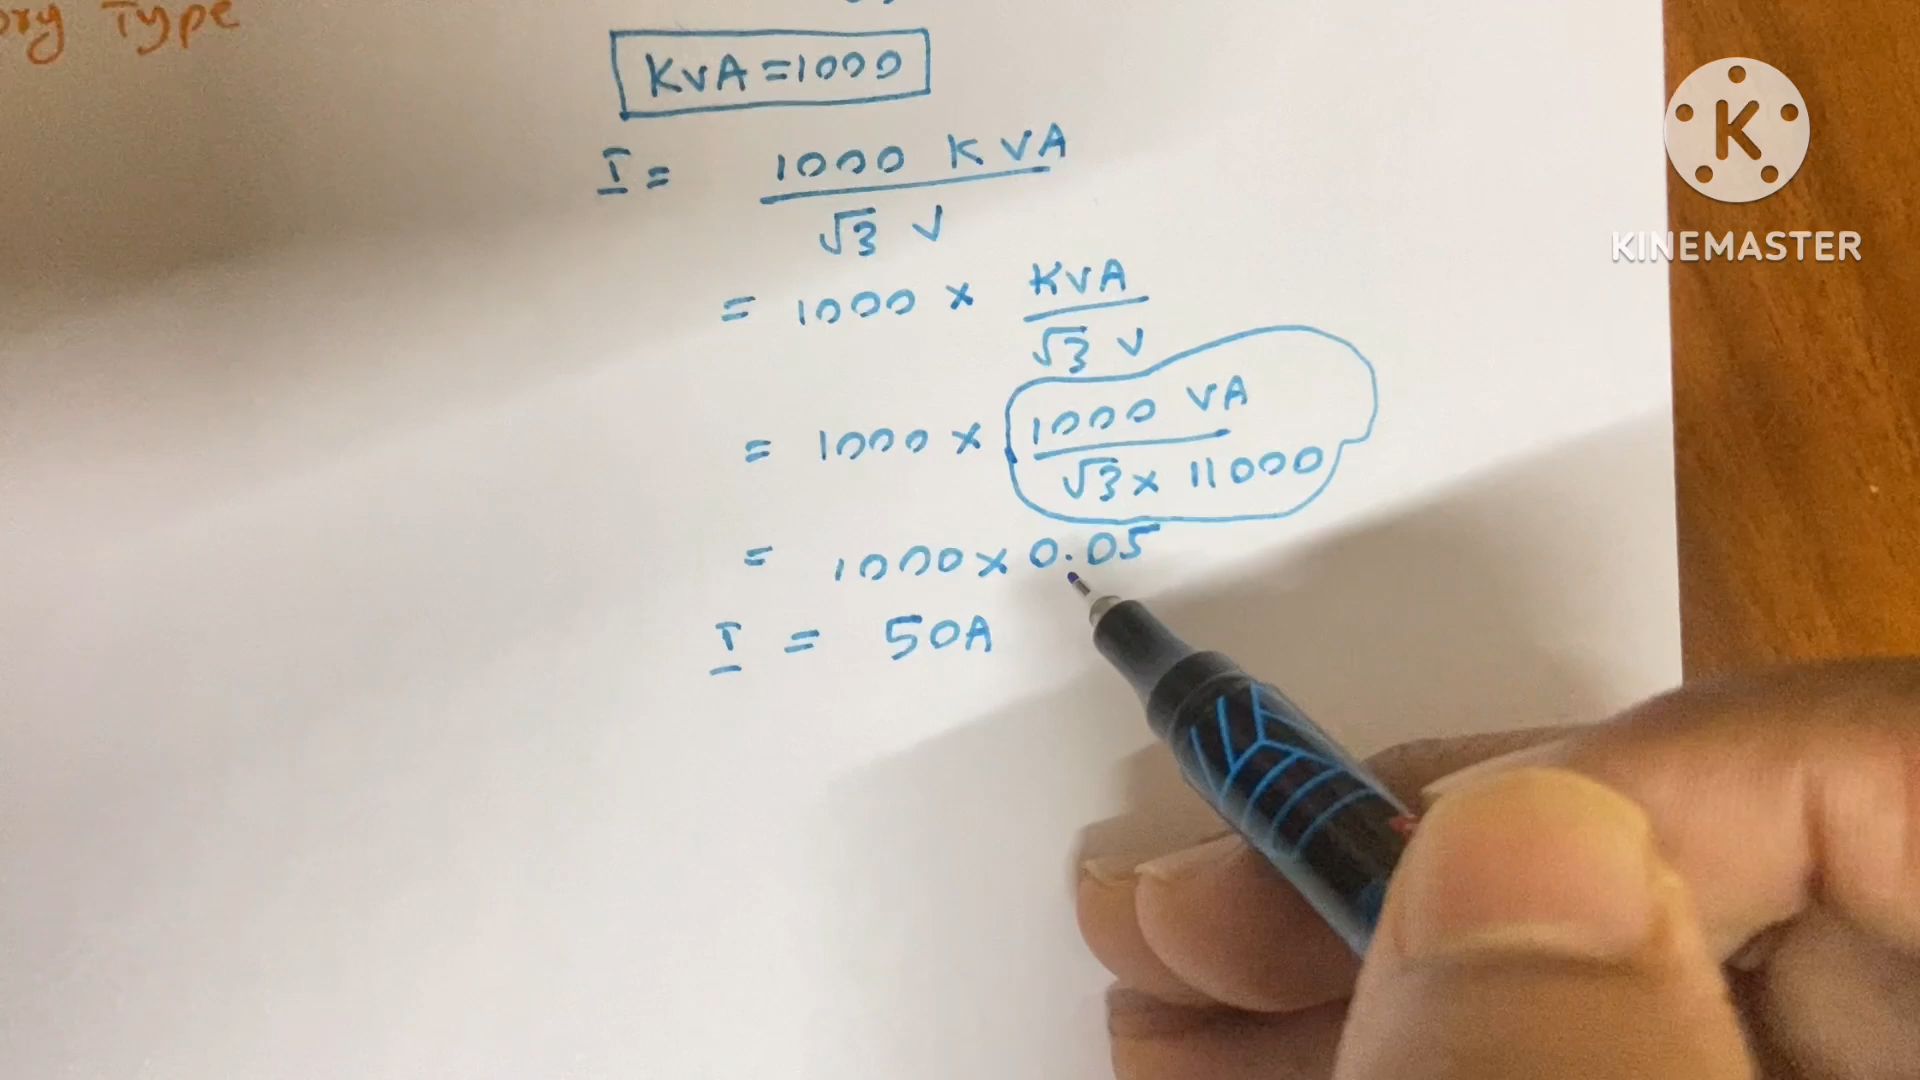 ory Type
KVA = 1000
I = 1000 KVA / √3 V
= 1000 × KVA / √3 V
= 1000 × 1000 VA / √3 × 11000
= 1000 × 0.05
I = 50A
K
KINEMASTER